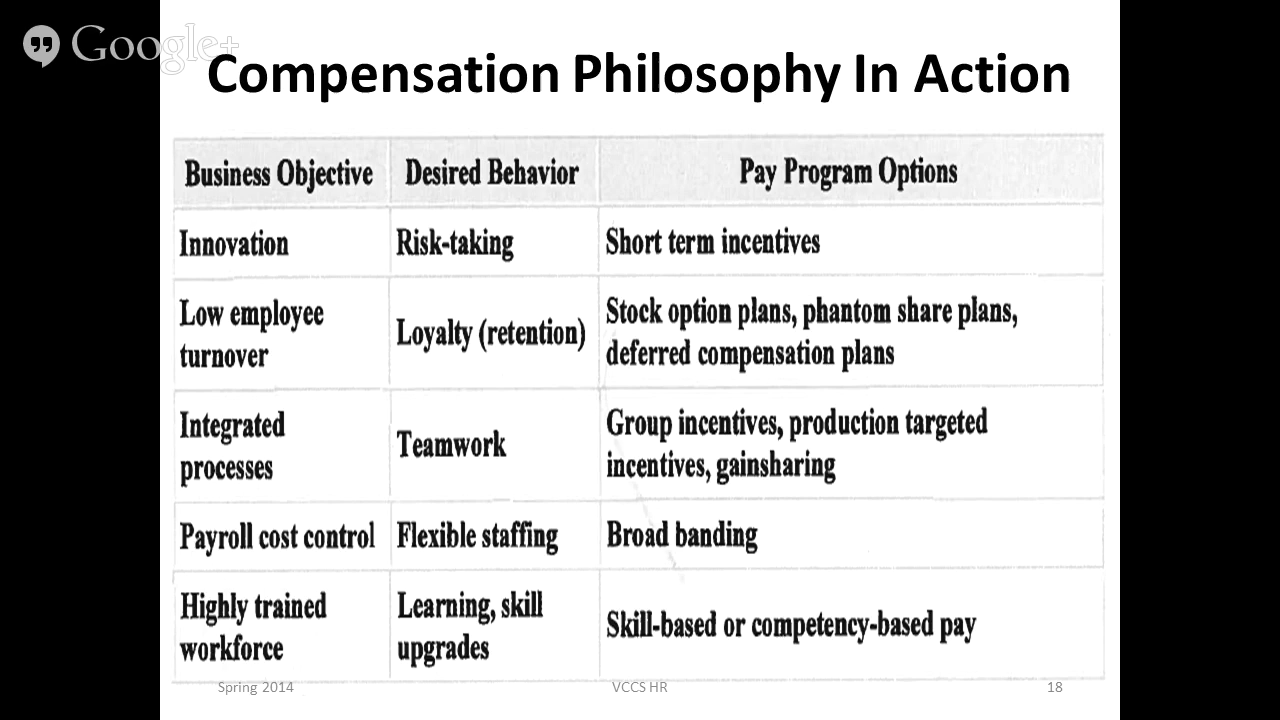 Google+
Compensation Philosophy In Action
Business Objective
Desired Behavior
Pay Program Options
Innovation
Risk-taking
Short term incentives
Low employee
turnover
Loyalty (retention)
Stock option plans, phantom share plans,
deferred compensation plans
Integrated
processes
Teamwork
Group incentives, production targeted
incentives, gainsharing
Payroll cost control
Flexible staffing
Broad banding
Highly trained
workforce
Learning, skill
upgrades
Skill-based or competency-based pay
Spring 2014
VCCS HR
18